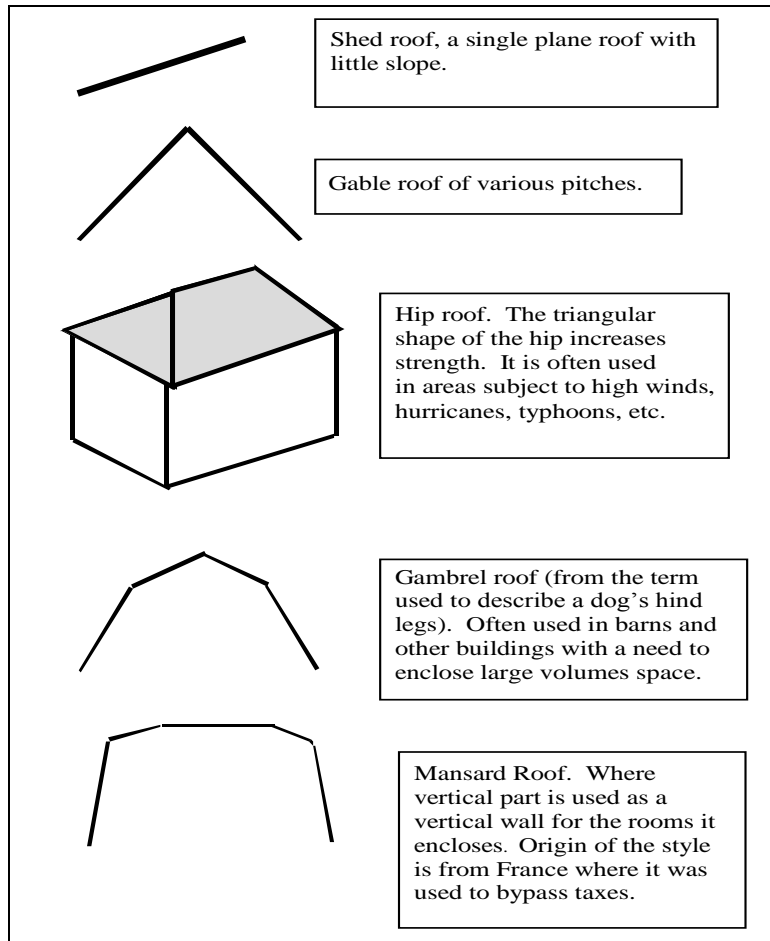 Shed roof, a single plane roof with
little slope.
Gable roof of various pitches.
Hip roof.  The triangular
shape of the hip increases
strength.  It is often used
in areas subject to high winds,
hurricanes, typhoons, etc.
Gambrel roof (from the term
used to describe a dog’s hind
legs).  Often used in barns and
other buildings with a need to
enclose large volumes space.
Mansard Roof.  Where
vertical part is used as a
vertical wall for the rooms it
encloses.  Origin of the style
is from France where it was
used to bypass taxes.